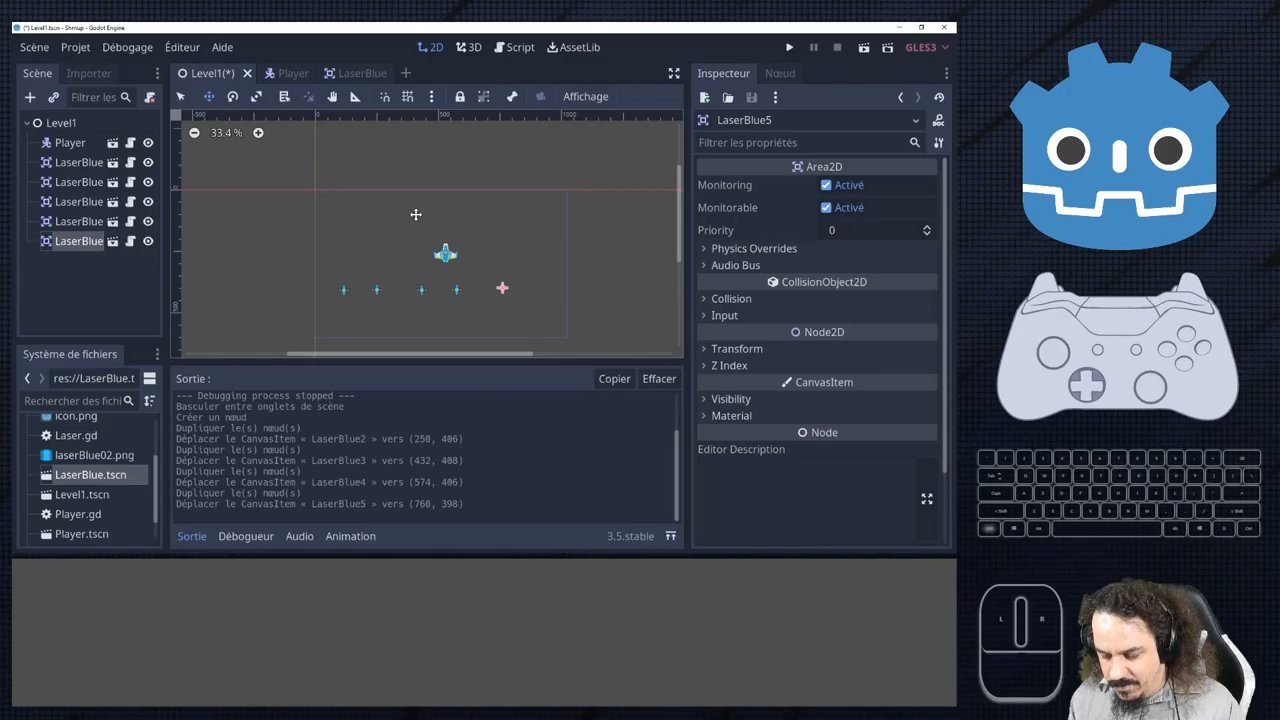 (*) Level1.tscn - Shmup - Godot Engine
Scène Projet Débogage Éditeur Aide
2D 3D Script AssetLib
GLES3
Scène Importer
Level1(*) Player LaserBlue
Filtres les
Affichage
Level1
Player
LaserBlue
LaserBlue
LaserBlue
LaserBlue
LaserBlue
33.4 %
500 0 500 1000
Système de fichiers
res://LaserBlue.t
Rechercher des fichi
icon.png
Laser.gd
laserBlue02.png
LaserBlue.tscn
Level1.tscn
Player.gd
Player.tscn
Sortie :
Copier Effacer
--- Debugging process stopped ---
Basculer entre onglets de scène
Créer un nœud
Dupliquer le(s) nœud(s)
Déplacer le CanvasItem « LaserBlue2 » vers (250, 406)
Dupliquer le(s) nœud(s)
Déplacer le CanvasItem « LaserBlue3 » vers (432, 408)
Dupliquer le(s) nœud(s)
Déplacer le CanvasItem « LaserBlue4 » vers (574, 406)
Dupliquer le(s) nœud(s)
Déplacer le CanvasItem « LaserBlue5 » vers (760, 398)
Sortie Débogueur Audio Animation
3.5.stable
Inspecteur Nœud
LaserBlue5
Filtrer les propriétés
Area2D
Monitoring Activé
Monitorable Activé
Priority 0
Physics Overrides
Audio Bus
CollisionObject2D
Collision
Input
Node2D
Transform
Z Index
CanvasItem
Visibility
Material
Node
Editor Description
L R